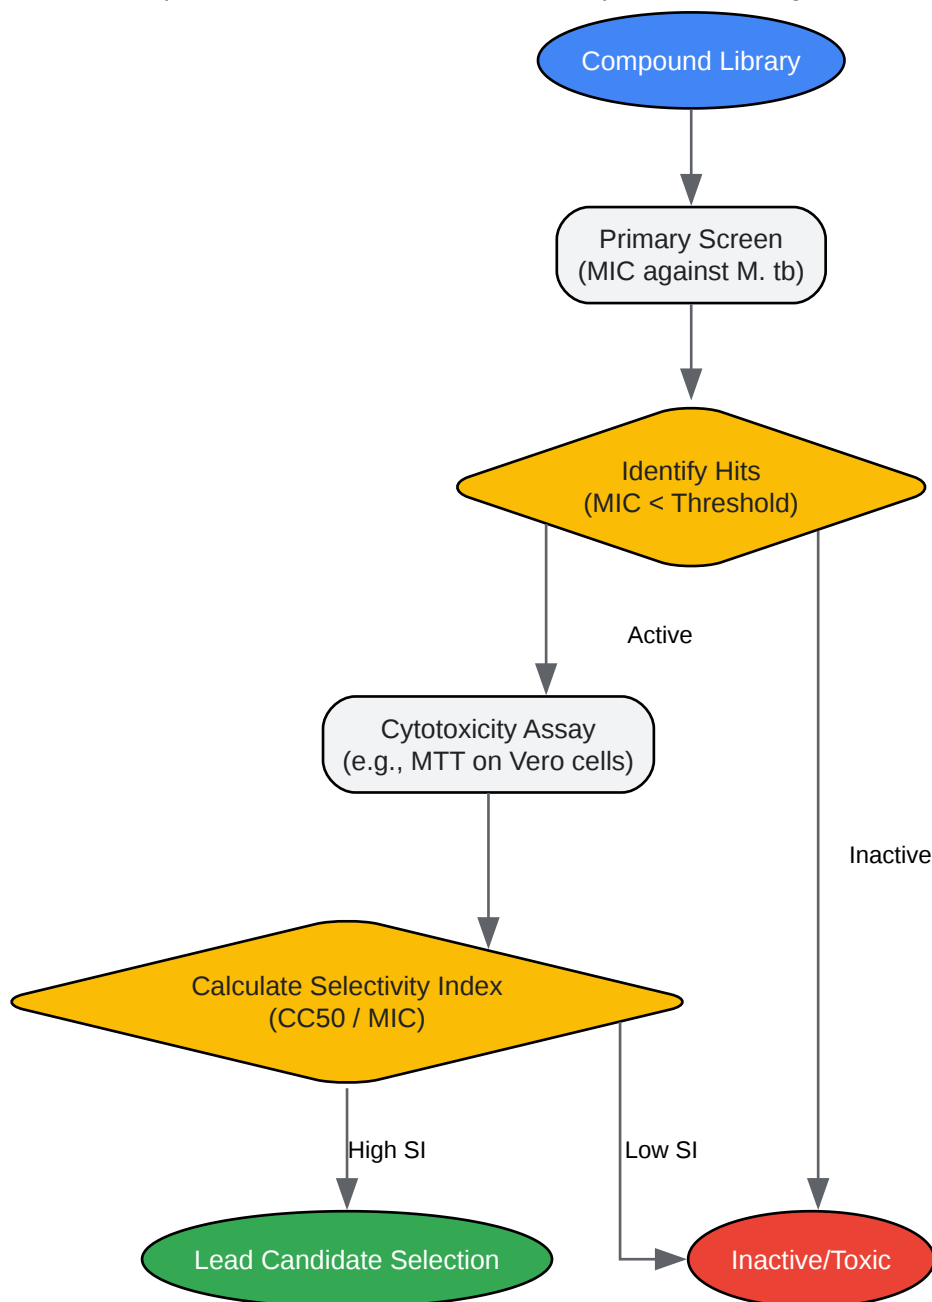 Compound Library
Primary Screen
(MIC against M. tb)
Identify Hits
(MIC < Threshold)
Active
Cytotoxicity Assay
(e.g., MTT on Vero cells)
Inactive
Calculate Selectivity Index
(CC50 / MIC)
High SI
Low SI
Lead Candidate Selection
Inactive/Toxic